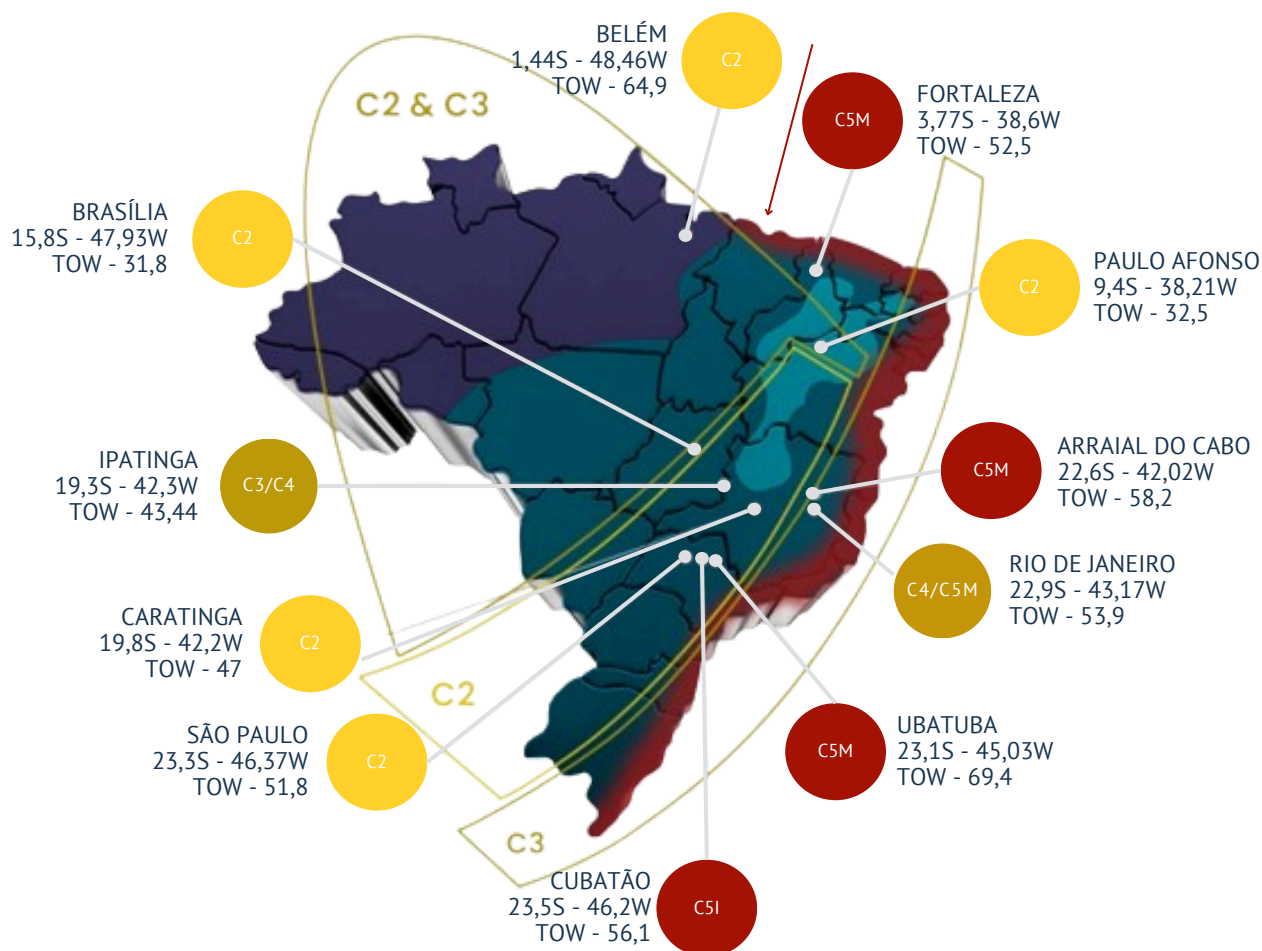 BELÉM
1,44S - 48,46W
TOW - 64,9
C2
C2 & C3
C5M
FORTALEZA
3,77S - 38,6W
TOW - 52,5
BRASÍLIA
15,8S - 47,93W
TOW - 31,8
C2
C2
PAULO AFONSO
9,4S - 38,21W
TOW - 32,5
IPATINGA
19,3S - 42,3W
TOW - 43,44
C3/C4
C5M
ARRAIAL DO CABO
22,6S - 42,02W
TOW - 58,2
C4/C5M
RIO DE JANEIRO
22,9S - 43,17W
TOW - 53,9
CARATINGA
19,8S - 42,2W
TOW - 47
C2
C2
SÃO PAULO
23,3S - 46,37W
TOW - 51,8
C2
C5M
UBATUBA
23,1S - 45,03W
TOW - 69,4
C3
CUBATÃO
23,5S - 46,2W
TOW - 56,1
C5I